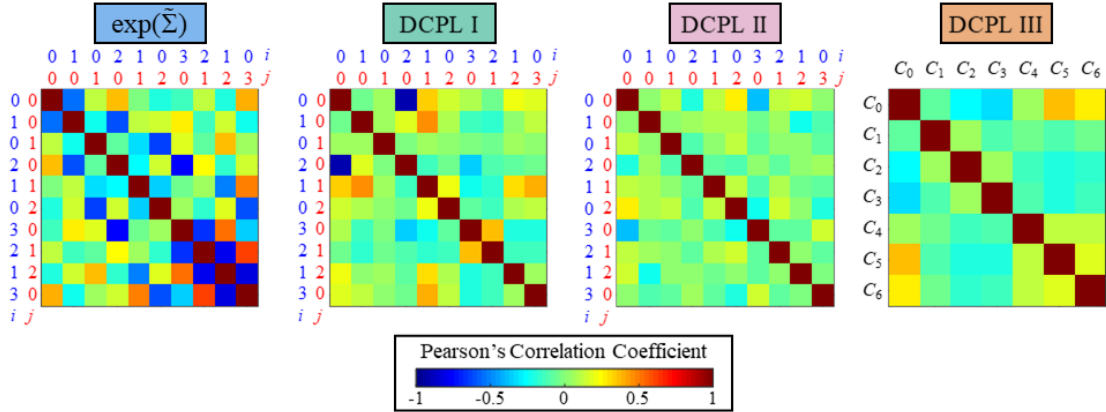 exp(Σ̃)
0 1 0 2 1 0 3 2 1 0 i
0 0 1 0 1 2 0 1 2 3 j
0 0
1 0
0 1
2 0
1 1
0 2
3 0
2 1
1 2
3 0
i j
DCPL I
0 1 0 2 1 0 3 2 1 0 i
0 0 1 0 1 2 0 1 2 3 j
0 0
1 0
0 1
2 0
1 1
0 2
3 0
2 1
1 2
3 0
i j
DCPL II
0 1 0 2 1 0 3 2 1 0 i
0 0 1 0 1 2 0 1 2 3 j
0 0
1 0
0 1
2 0
1 1
0 2
3 0
2 1
1 2
3 0
i j
DCPL III
C₀ C₁ C₂ C₃ C₄ C₅ C₆
C₀
C₁
C₂
C₃
C₄
C₅
C₆
Pearson's Correlation Coefficient
-1 -0.5 0 0.5 1